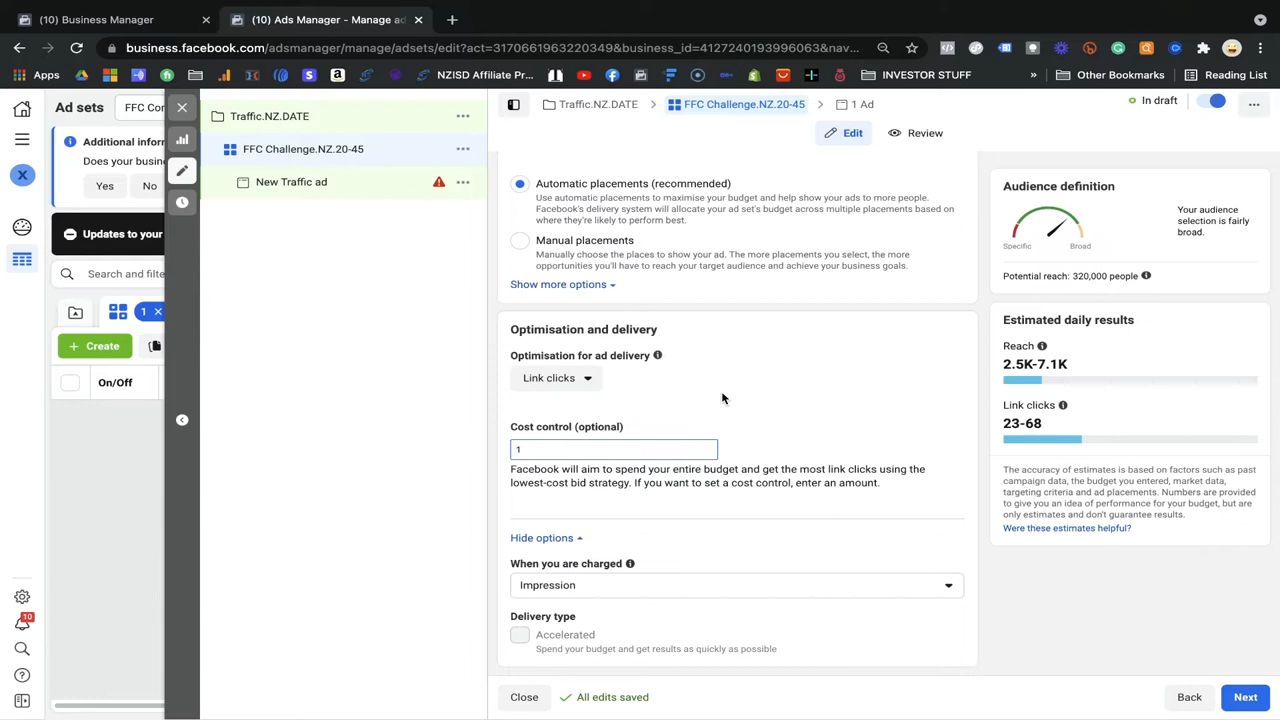 (10) Business Manager
(10) Ads Manager - Manage ad
business.facebook.com/adsmanager/manage/adsets/edit?act=3170661963220349&business_id=4127240193996063&nav...
Apps
NZISD Affiliate Pr...
INVESTOR STUFF
»
Other Bookmarks
Reading List
Ad sets
FFC Cor
Additional inform
Does your busine
Yes
No
Updates to your
Search and filte
1
Create
On/Off
10
X
Traffic.NZ.DATE
FFC Challenge.NZ.20-45
New Traffic ad
Traffic.NZ.DATE
FFC Challenge.NZ.20-45
1 Ad
In draft
Edit
Review
Automatic placements (recommended)
Use automatic placements to maximise your budget and help show your ads to more people.
Facebook's delivery system will allocate your ad set's budget across multiple placements based on
where they're likely to perform best.
Manual placements
Manually choose the places to show your ad. The more placements you select, the more
opportunities you'll have to reach your target audience and achieve your business goals.
Show more options
Optimisation and delivery
Optimisation for ad delivery
Link clicks
Cost control (optional)
1
Facebook will aim to spend your entire budget and get the most link clicks using the
lowest-cost bid strategy. If you want to set a cost control, enter an amount.
Hide options
When you are charged
Impression
Delivery type
Accelerated
Spend your budget and get results as quickly as possible
Close
All edits saved
Back
Next
Audience definition
Specific
Broad
Your audience
selection is fairly
broad.
Potential reach: 320,000 people
Estimated daily results
Reach
2.5K-7.1K
Link clicks
23-68
The accuracy of estimates is based on factors such as past
campaign data, the budget you entered, market data,
targeting criteria and ad placements. Numbers are provided
to give you an idea of performance for your budget, but are
only estimates and don't guarantee results.
Were these estimates helpful?